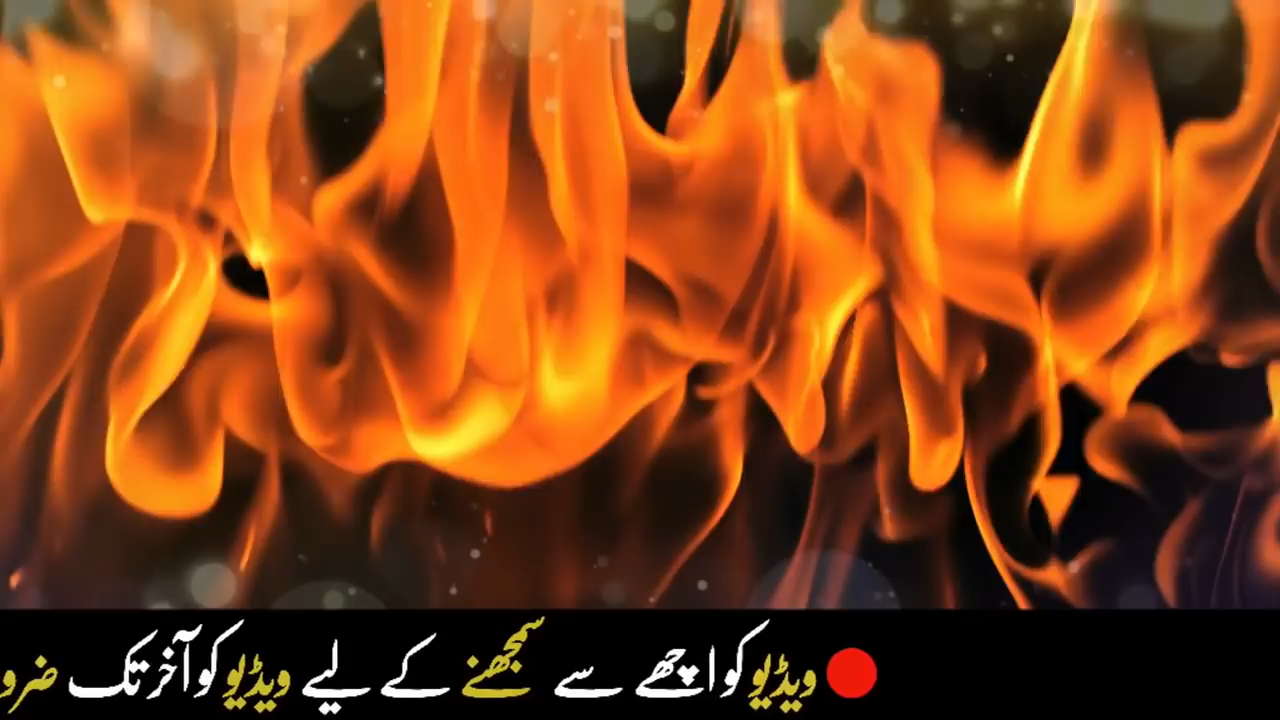 ویڈیو کو اچھے سے سمجھنے کے لیے ویڈیو کو آخر تک